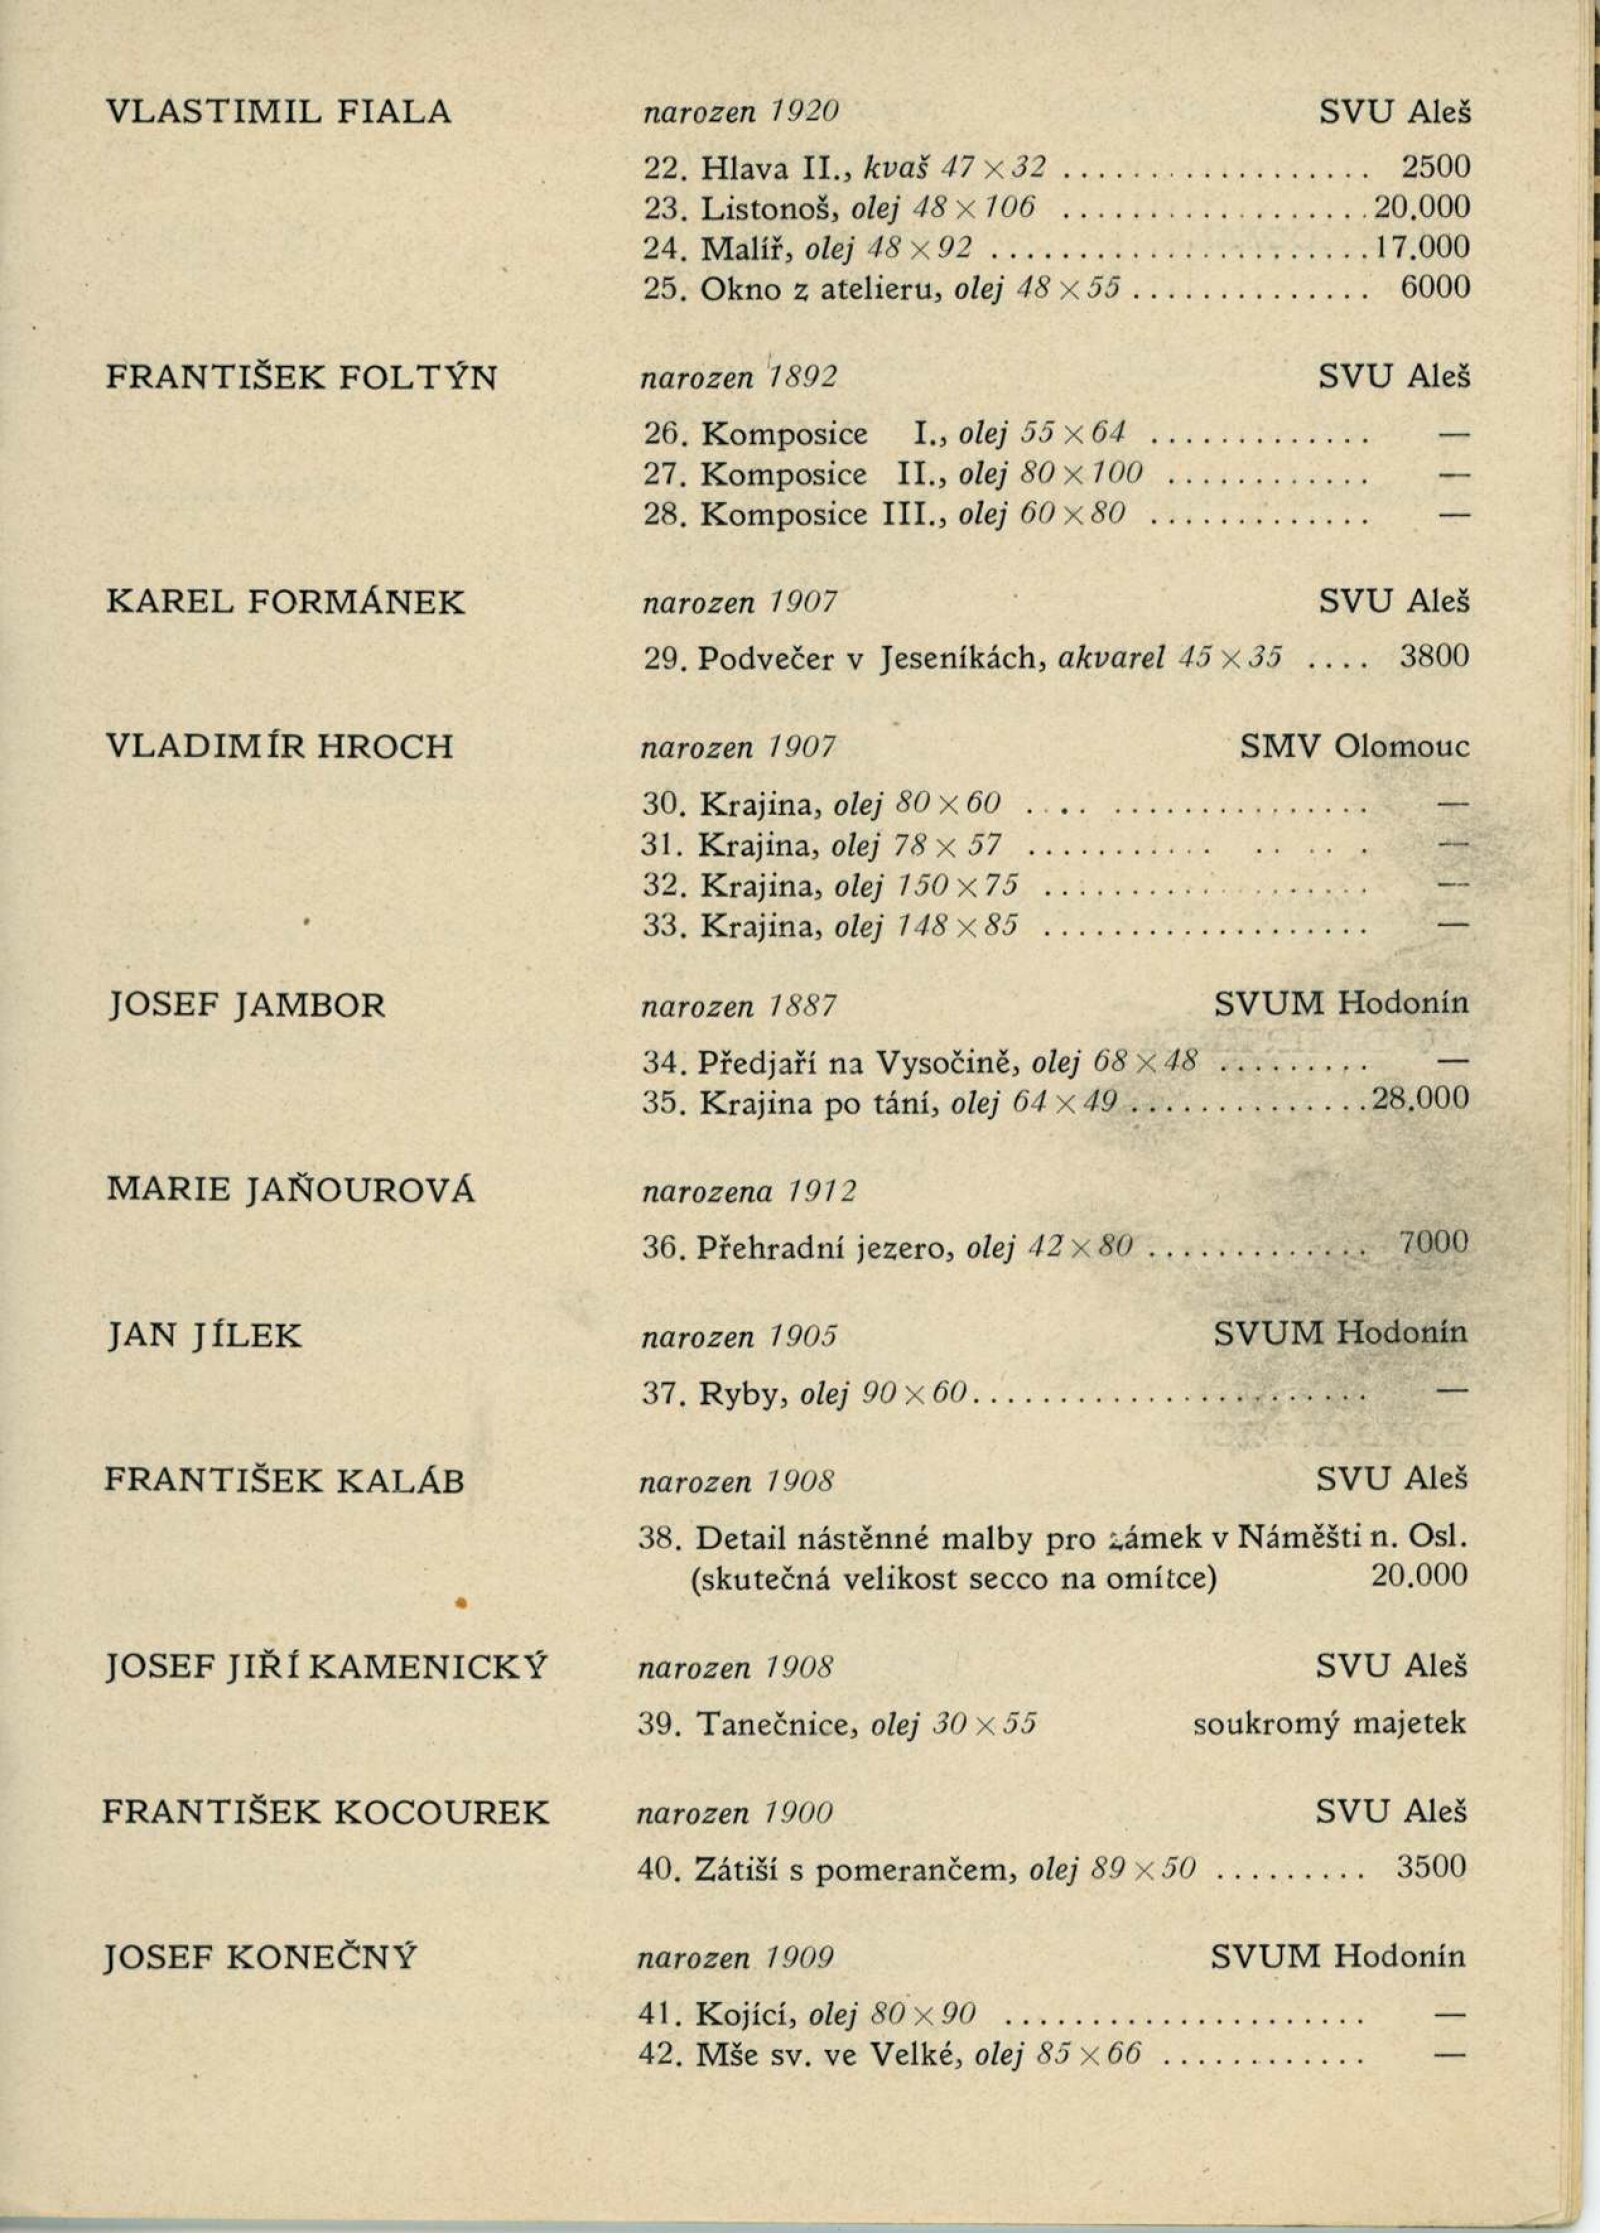 VLASTIMIL FIALA narozen 1920 SVU Aleš
22. Hlava II., kvaš 47×32 .................. 2500
23. Listonoš, olej 48×106 ..................20.000
24. Malíř, olej 48×92 ......................17.000
25. Okno z atelieru, olej 48×55.............. 6000
FRANTIŠEK FOLTÝN narozen 1892 SVU Aleš
26. Komposice I., olej 55×64 ............. —
27. Komposice II., olej 80×100 ............ —
28. Komposice III., olej 60×80 ............. —
KAREL FORMÁNEK narozen 1907 SVU Aleš
29. Podvečer v Jeseníkách, akvarel 45×35 .... 3800
VLADIMÍR HROCH narozen 1907 SMV Olomouc
30. Krajina, olej 80×60 .... ............... —
31. Krajina, olej 78×57 ........... .. ... . —
32. Krajina, olej 150×75 ................... —
33. Krajina, olej 148×85 ................... —
JOSEF JAMBOR narozen 1887 SVUM Hodonín
34. Předjaří na Vysočině, olej 68×48 ......... —
35. Krajina po tání, olej 64×49..............28.000
MARIE JAŇOUROVÁ narozena 1912
36. Přehradní jezero, olej 42×80............. 7000
JAN JÍLEK narozen 1905 SVUM Hodonín
37. Ryby, olej 90×60....................... —
FRANTIŠEK KALÁB narozen 1908 SVU Aleš
38. Detail nástěnné malby pro zámek v Náměšti n. Osl.
(skutečná velikost secco na omítce) 20.000
JOSEF JIŘÍ KAMENICKÝ narozen 1908 SVU Aleš
39. Tanečnice, olej 30×55 soukromý majetek
FRANTIŠEK KOCOUREK narozen 1900 SVU Aleš
40. Zátiší s pomerančem, olej 89×50 ......... 3500
JOSEF KONEČNÝ narozen 1909 SVUM Hodonín
41. Kojící, olej 80×90 ..................... —
42. Mše sv. ve Velké, olej 85×66 ............ —